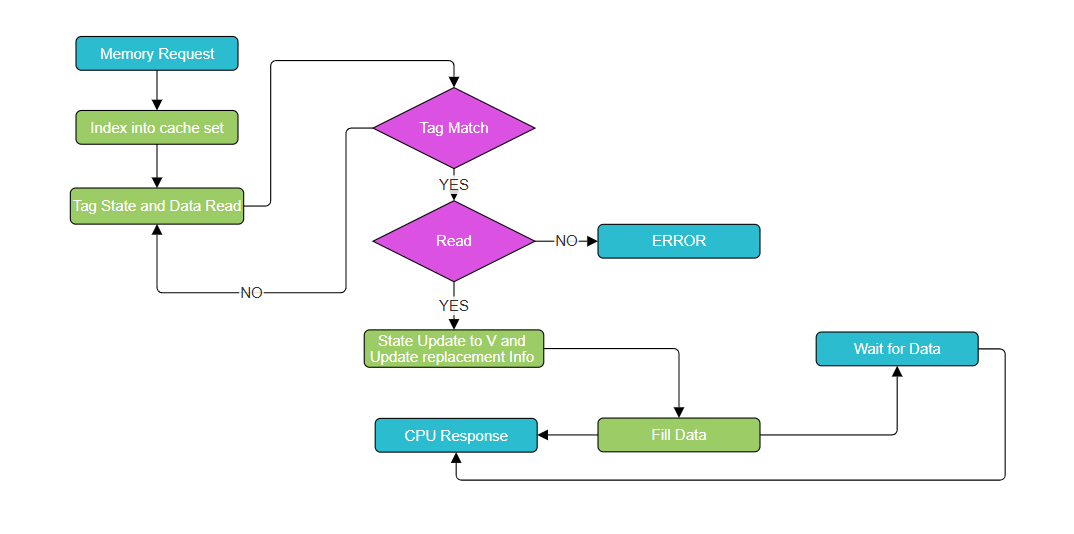 Memory Request
Index into cache set
Tag State and Data Read
Tag Match
YES
Read
NO
ERROR
NO
YES
State Update to V and
Update replacement Info
Wait for Data
CPU Response
Fill Data